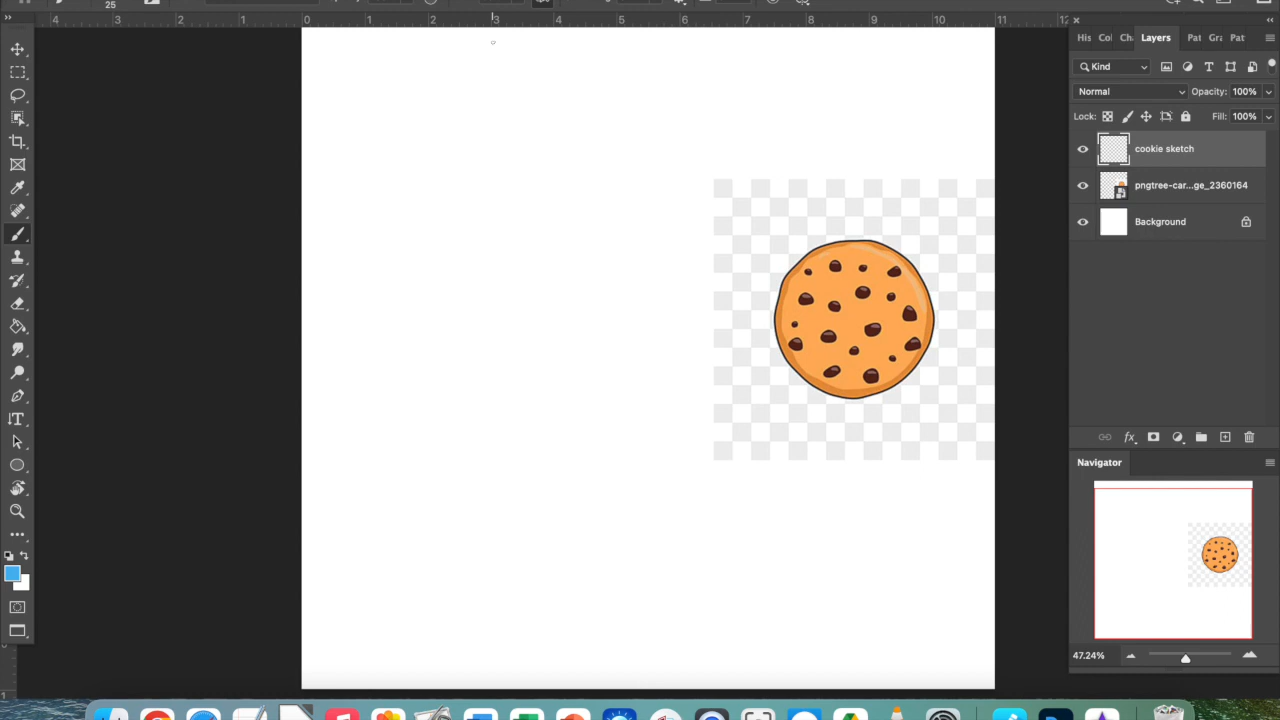 25
4 3 2 1 0 1 2 3 4 5 6 7 8 9 10 11 12
His Col Cha Layers Pat Gra Pat
Kind
Normal Opacity: 100%
Lock: Fill: 100%
cookie sketch
pngtree-car...ge_2360164
Background
fx
T
Navigator
47.24%